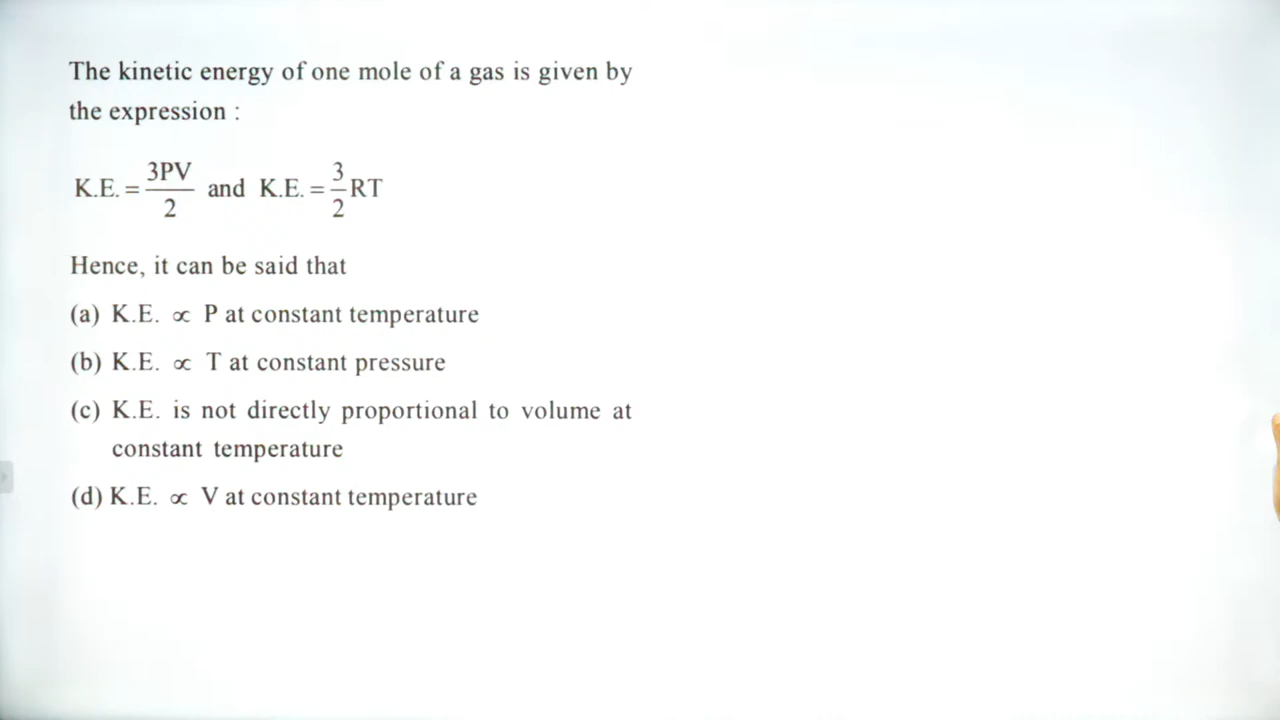 The kinetic energy of one mole of a gas is given by
the expression :
K.E. = 3PV/2 and K.E. = 3/2 RT
Hence, it can be said that
(a) K.E. ∝ P at constant temperature
(b) K.E. ∝ T at constant pressure
(c) K.E. is not directly proportional to volume at
constant temperature
(d) K.E. ∝ V at constant temperature